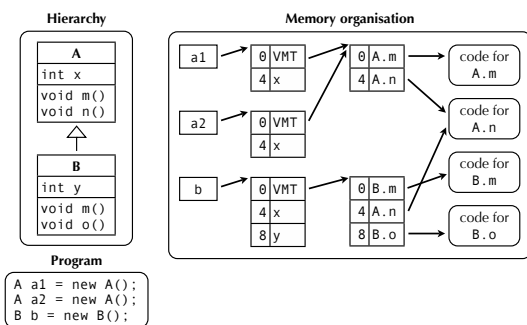 Hierarchy
A
int x
void m()
void n()
B
int y
void m()
void o()
Program
A a1 = new A();
A a2 = new A();
B b = new B();
Memory organisation
a1
0 VMT
4 x
0 A.m
4 A.n
code for
A.m
a2
0 VMT
4 x
code for
A.n
b
0 VMT
4 x
8 y
0 B.m
4 A.n
8 B.o
code for
B.m
code for
B.o